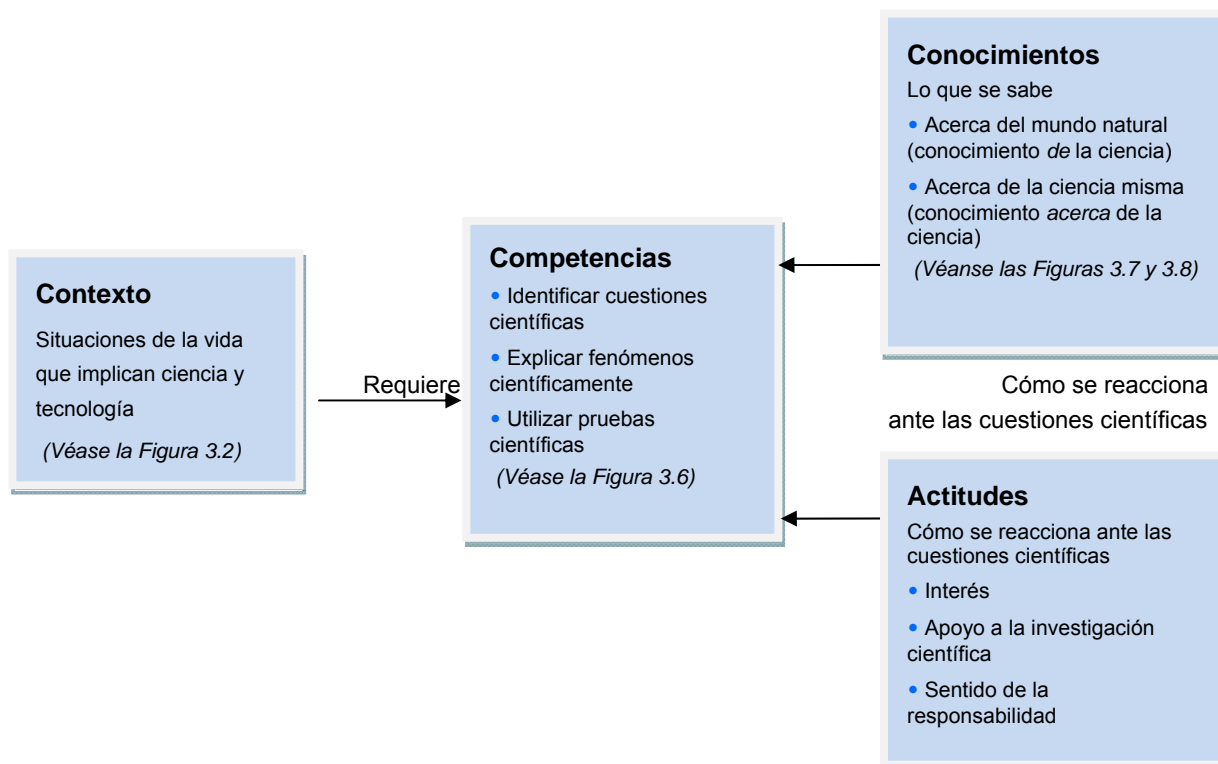 Contexto
Situaciones de la vida
que implican ciencia y
tecnología
(Véase la Figura 3.2)
Requiere
Competencias
• Identificar cuestiones
científicas
• Explicar fenómenos
científicamente
• Utilizar pruebas
científicas
(Véase la Figura 3.6)
Conocimientos
Lo que se sabe
• Acerca del mundo natural
(conocimiento de la ciencia)
• Acerca de la ciencia misma
(conocimiento acerca de la
ciencia)
(Véanse las Figuras 3.7 y 3.8)
Cómo se reacciona
ante las cuestiones científicas
Actitudes
Cómo se reacciona ante las
cuestiones científicas
• Interés
• Apoyo a la investigación
científica
• Sentido de la
responsabilidad